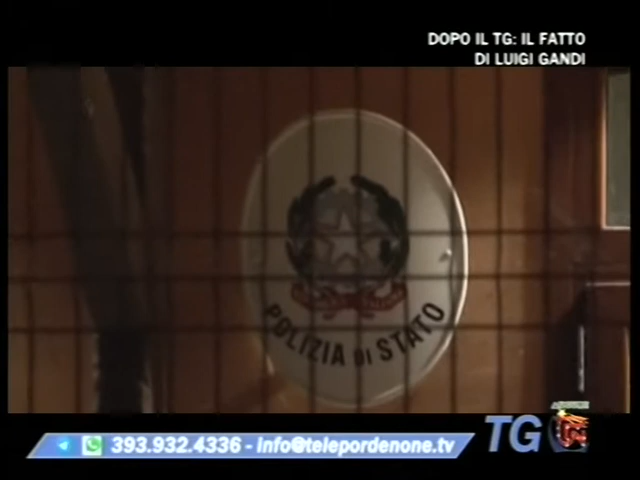 DOPO IL TG: IL FATTO
DI LUIGI GANDI
POLIZIA DI STATO
393.932.4336 - info@telepordenone.tv
TG